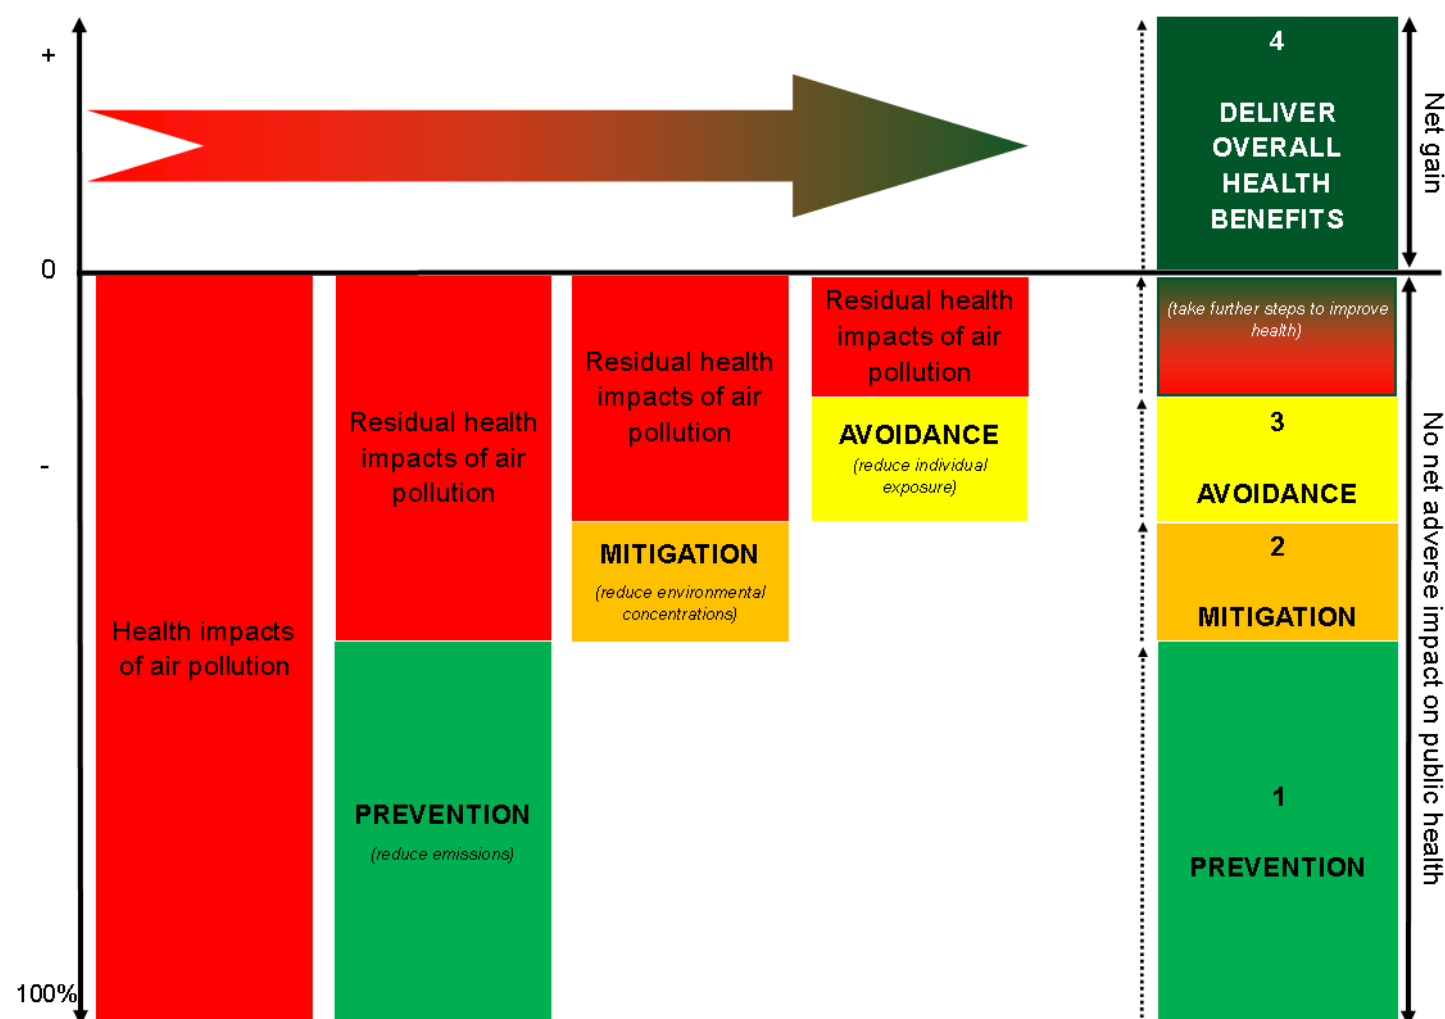 +
0
-
100%
Health impacts
of air pollution
Residual health
impacts of air
pollution
PREVENTION
(reduce emissions)
Residual health
impacts of air
pollution
MITIGATION
(reduce environmental
concentrations)
Residual health
impacts of air
pollution
AVOIDANCE
(reduce individual
exposure)
4
DELIVER
OVERALL
HEALTH
BENEFITS
(take further steps to improve
health)
3
AVOIDANCE
2
MITIGATION
1
PREVENTION
Net gain
No net adverse impact on public health